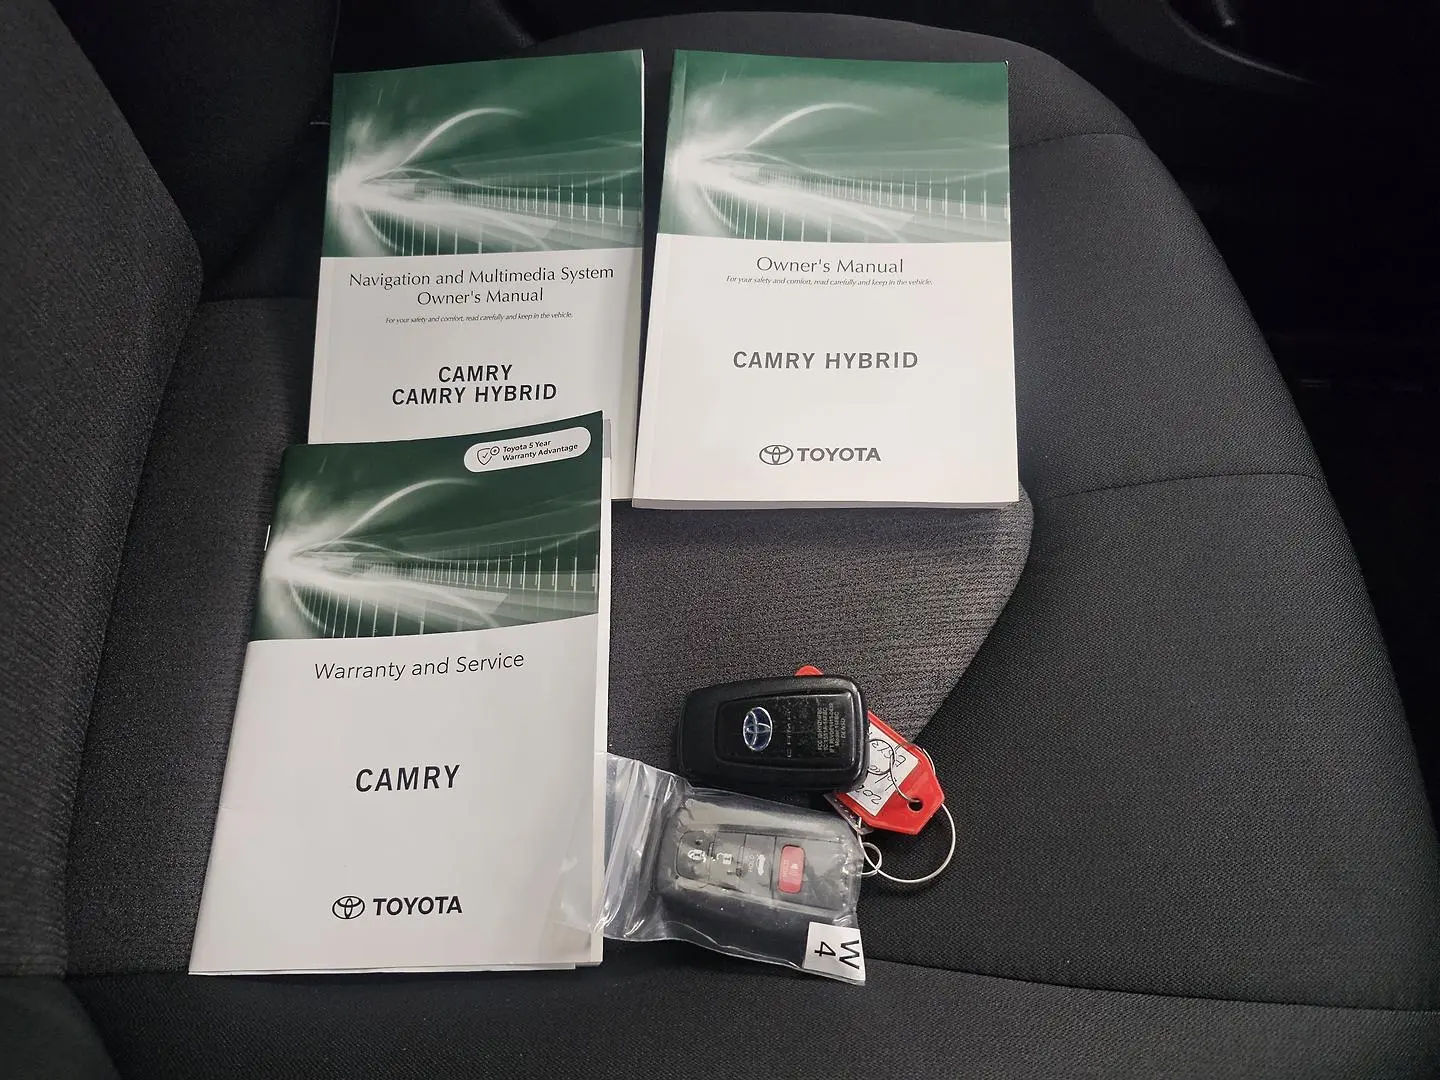 Navigation and Multimedia System
Owner's Manual
For your safety and comfort, read carefully and keep in the vehicle.
CAMRY
CAMRY HYBRID
Owner's Manual
For your safety and comfort, read carefully and keep in the vehicle.
CAMRY HYBRID
TOYOTA
Toyota 5 Year
Warranty Advantage
Warranty and Service
CAMRY
TOYOTA
DENSO
HOLD
W
4